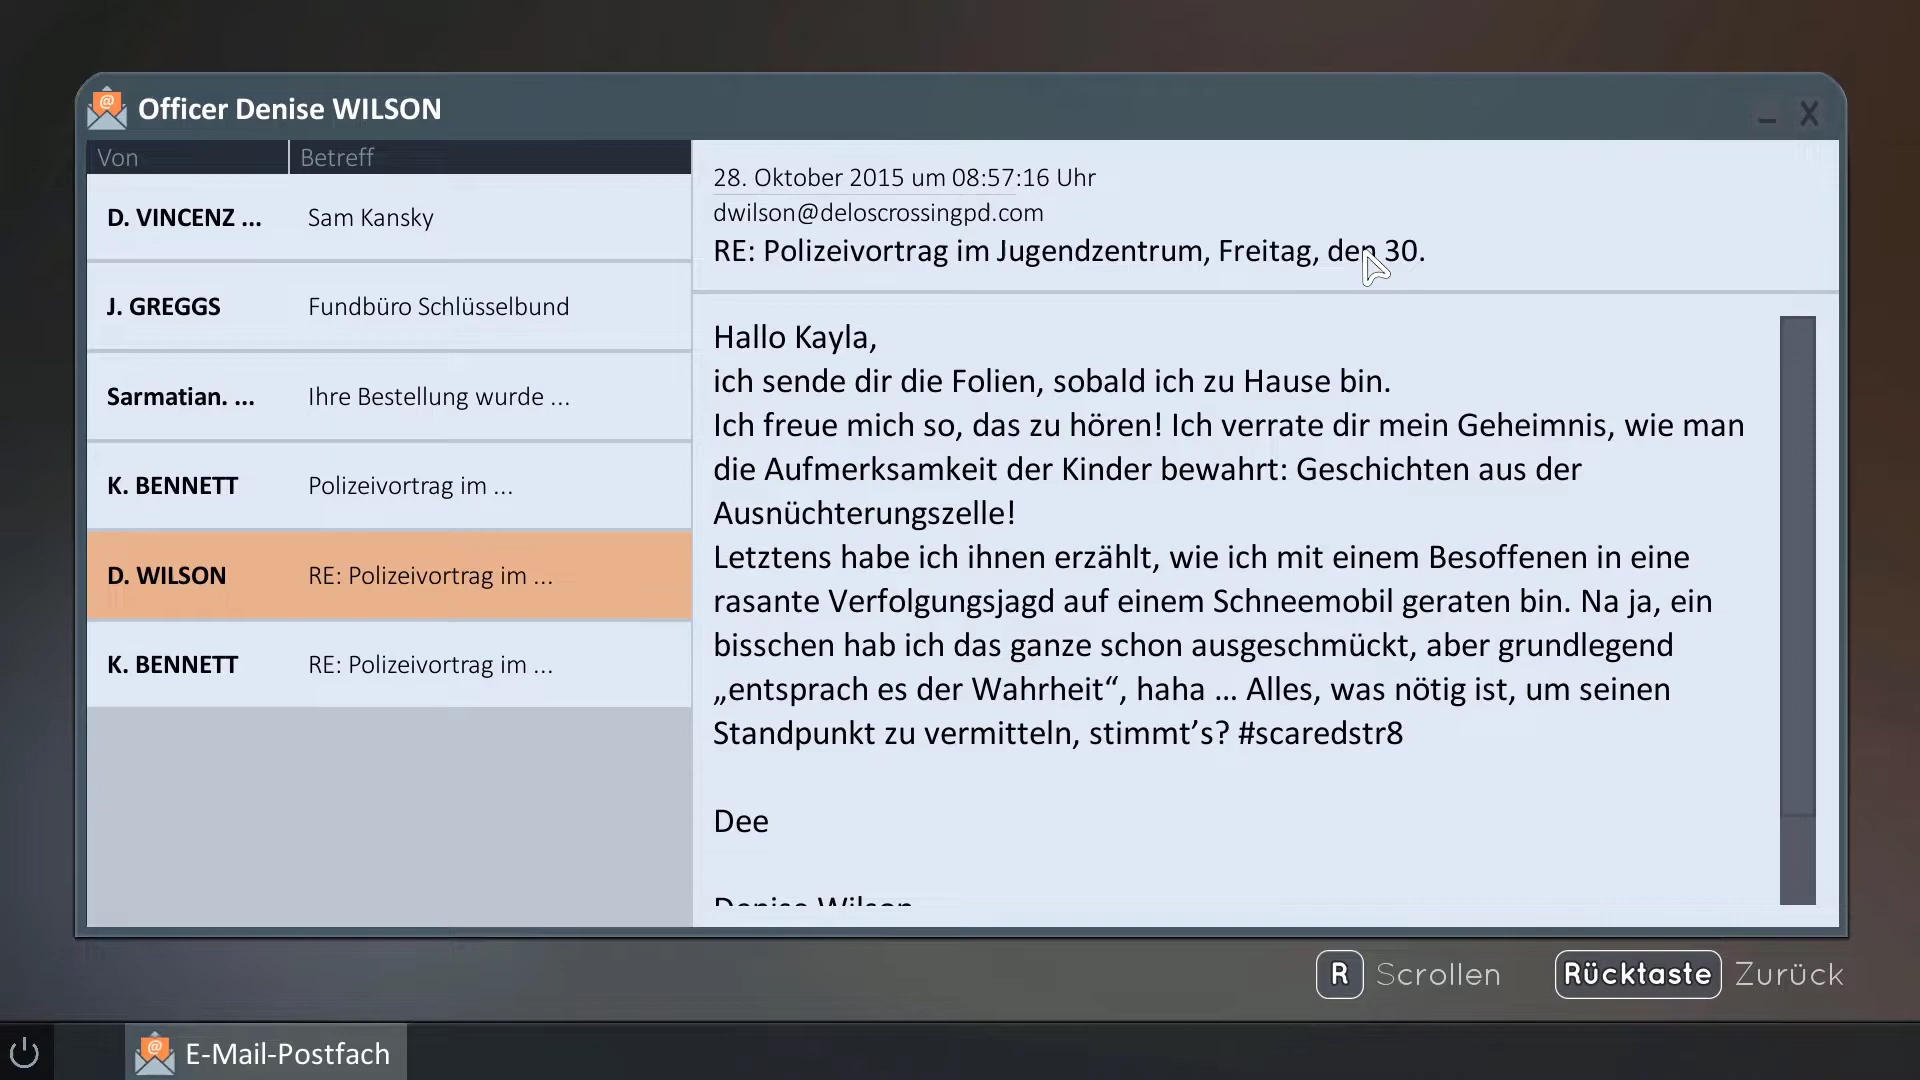 Officer Denise WILSON
Von Betreff
D. VINCENZ ... Sam Kansky
J. GREGGS Fundbüro Schlüsselbund
Sarmatian. ... Ihre Bestellung wurde ...
K. BENNETT Polizeivortrag im ...
D. WILSON RE: Polizeivortrag im ...
K. BENNETT RE: Polizeivortrag im ...
28. Oktober 2015 um 08:57:16 Uhr
dwilson@deloscrossingpd.com
RE: Polizeivortrag im Jugendzentrum, Freitag, den 30.
Hallo Kayla,
ich sende dir die Folien, sobald ich zu Hause bin.
Ich freue mich so, das zu hören! Ich verrate dir mein Geheimnis, wie man
die Aufmerksamkeit der Kinder bewahrt: Geschichten aus der
Ausnüchterungszelle!
Letztens habe ich ihnen erzählt, wie ich mit einem Besoffenen in eine
rasante Verfolgungsjagd auf einem Schneemobil geraten bin. Na ja, ein
bisschen hab ich das ganze schon ausgeschmückt, aber grundlegend
„entsprach es der Wahrheit“, haha ... Alles, was nötig ist, um seinen
Standpunkt zu vermitteln, stimmt’s? #scaredstr8
Dee
Denise Wilson
R Scrollen Rücktaste Zurück
E-Mail-Postfach